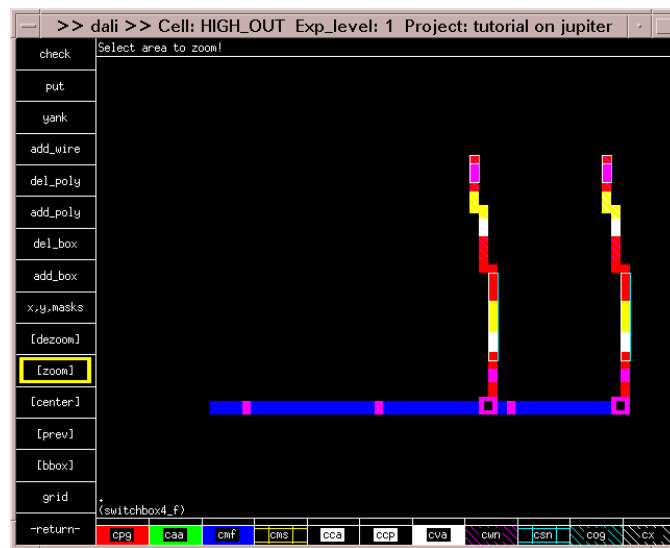 >> dali >> Cell: HIGH_OUT Exp_level: 1 Project: tutorial on jupiter
Select area to zoom!
check
put
yank
add_wire
del_poly
add_poly
del_box
add_box
x,y,masks
[dezoom]
[zoom]
[center]
[prev]
[bbox]
grid
-return-
.
(switchbox4_f)
cpg caa cmf cms cca ccp cva cwn csn cog cx